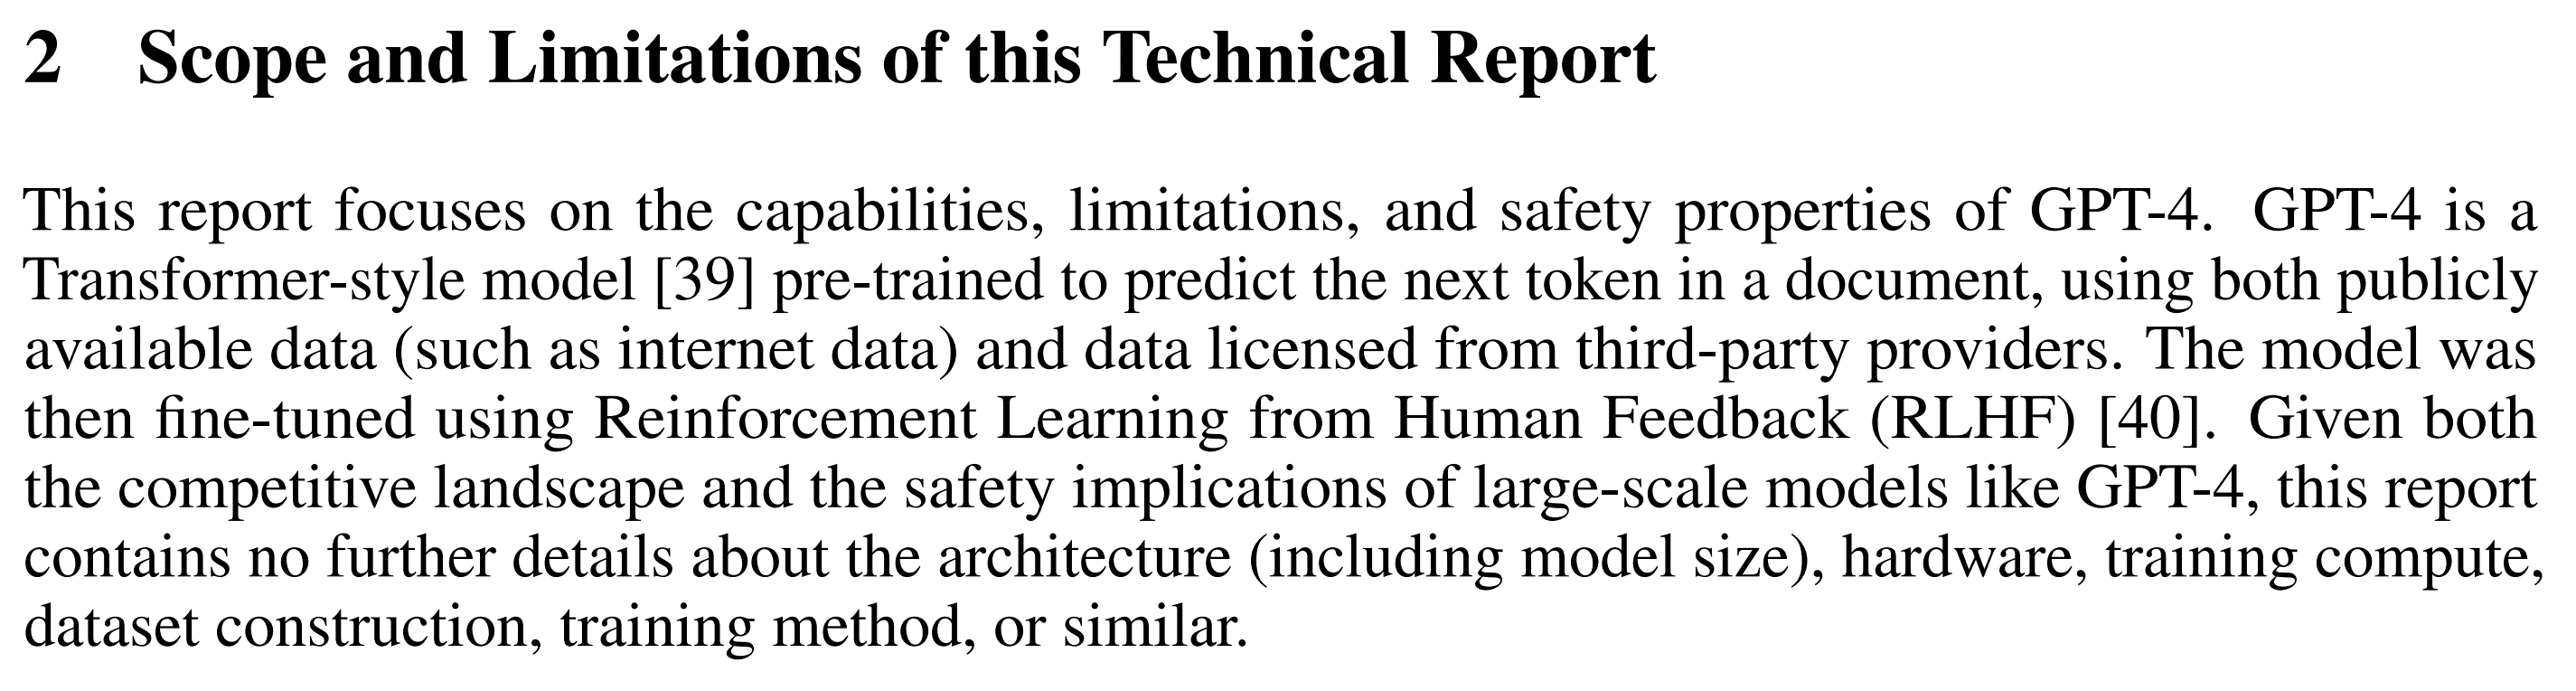 2 Scope and Limitations of this Technical Report
This report focuses on the capabilities, limitations, and safety properties of GPT-4. GPT-4 is a
Transformer-style model [39] pre-trained to predict the next token in a document, using both publicly
available data (such as internet data) and data licensed from third-party providers. The model was
then fine-tuned using Reinforcement Learning from Human Feedback (RLHF) [40]. Given both
the competitive landscape and the safety implications of large-scale models like GPT-4, this report
contains no further details about the architecture (including model size), hardware, training compute,
dataset construction, training method, or similar.